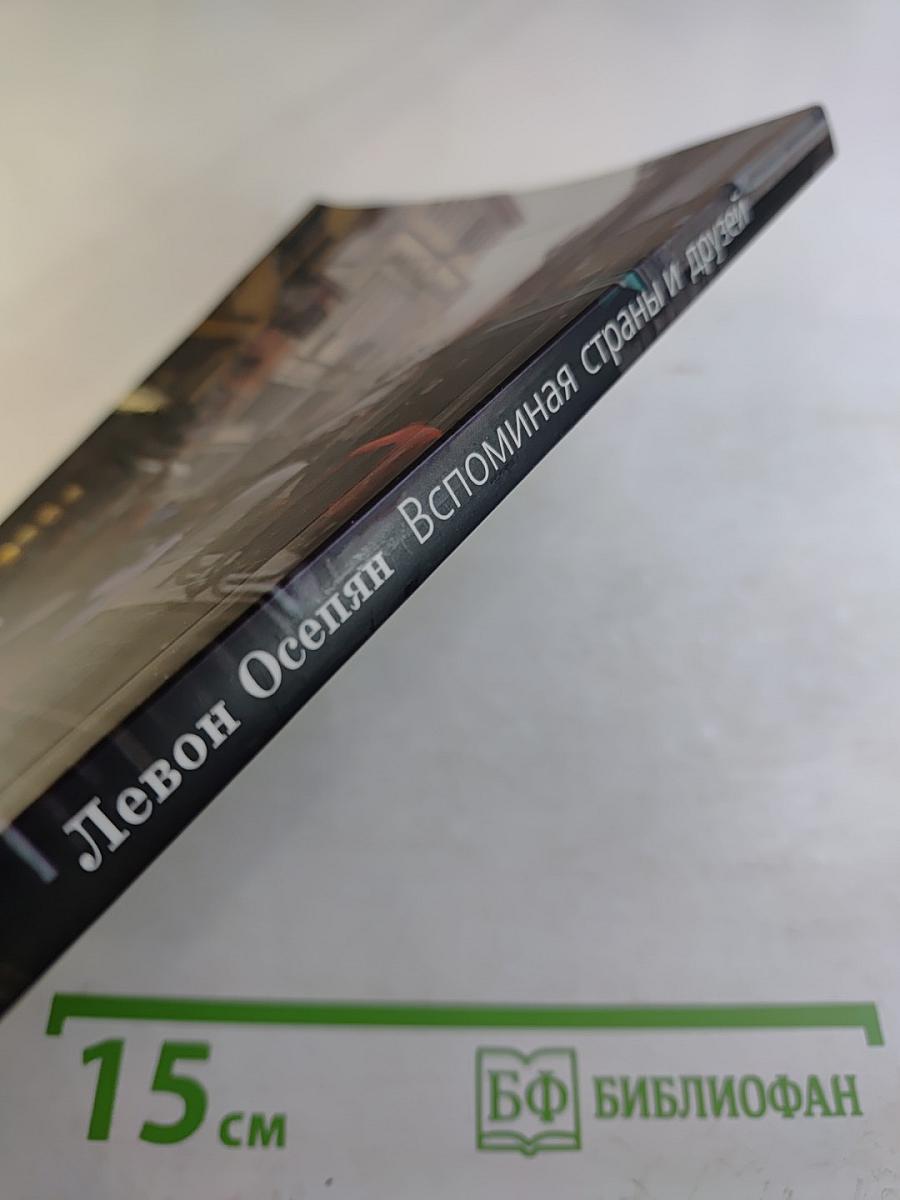 Левон Осепян Вспоминая страны и друзей
15 см
БФ БИБЛИОФАН